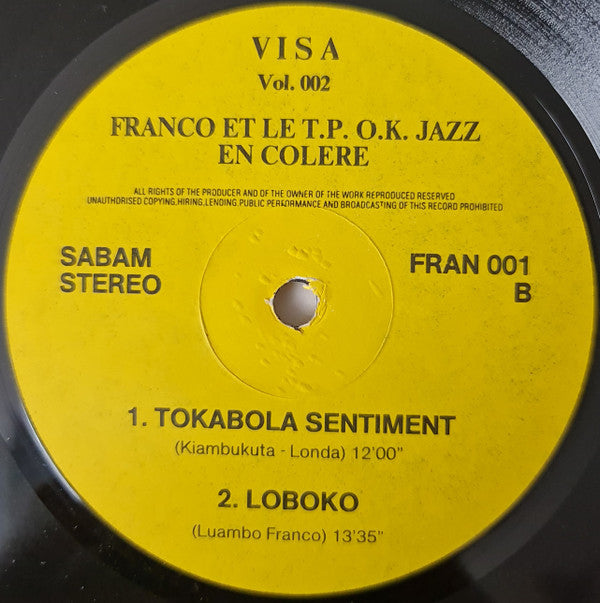 VISA
Vol. 002
FRANCO ET LE T.P. O.K. JAZZ
EN COLERE
ALL RIGHTS OF THE PRODUCER AND OF THE OWNER OF THE WORK REPRODUCED RESERVED
UNAUTHORISED COPYING, HIRING, LENDING, PUBLIC PERFORMANCE AND BROADCASTING OF THIS RECORD PROHIBITED
SABAM
STEREO
FRAN 001
B
1. TOKABOLA SENTIMENT
(Kiambukuta - Londa) 12'00"
2. LOBOKO
(Luambo Franco) 13'35"